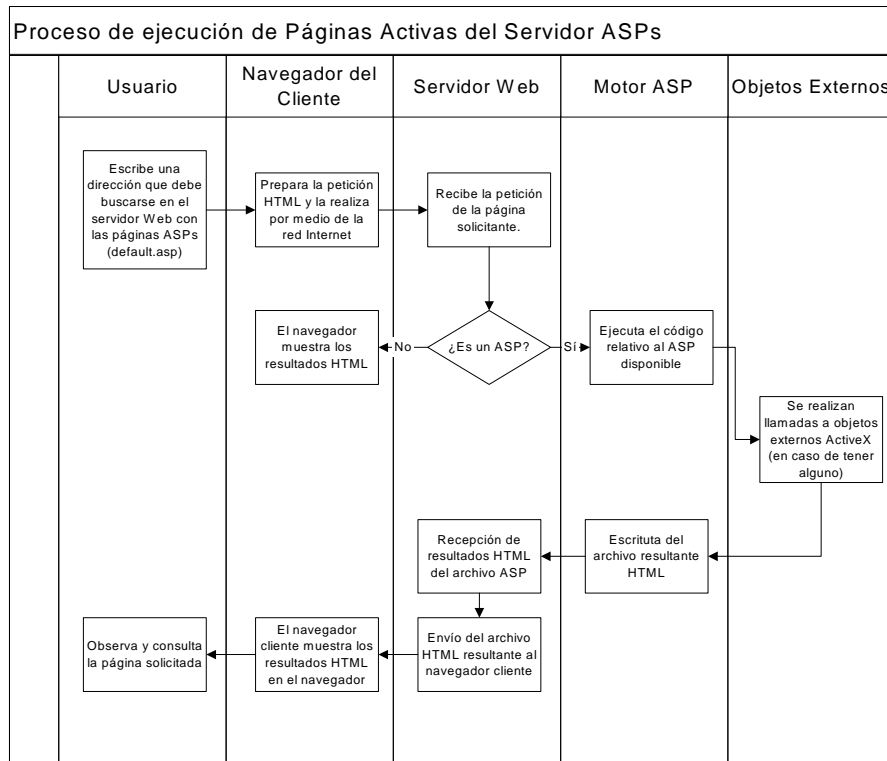 Proceso de ejecución de Páginas Activas del Servidor ASPs
Usuario
Navegador del
Cliente
Servidor Web
Motor ASP
Objetos Externos
Escribe una
dirección que debe
buscarse en el
servidor Web con
las páginas ASPs
(default.asp)
Prepara la petición
HTML y la realiza
por medio de la
red Internet
Recibe la petición
de la página
solicitante.
El navegador
muestra los
resultados HTML
No
¿Es un ASP?
Sí
Ejecuta el código
relativo al ASP
disponible
Se realizan
llamadas a objetos
externos ActiveX
(en caso de tener
alguno)
Recepción de
resultados HTML
del archivo ASP
Escrituta del
archivo resultante
HTML
Observa y consulta
la página solicitada
El navegador
cliente muestra los
resultados HTML
en el navegador
Envío del archivo
HTML resultante al
navegador cliente